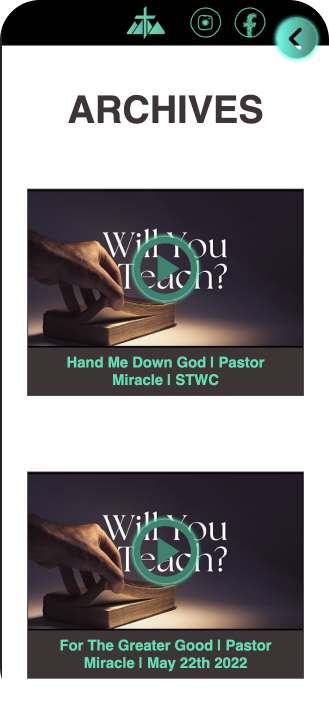 ARCHIVES
Will You
Teach?
Hand Me Down God | Pastor
Miracle | STWC
Will You
Teach?
For The Greater Good | Pastor
Miracle | May 22th 2022